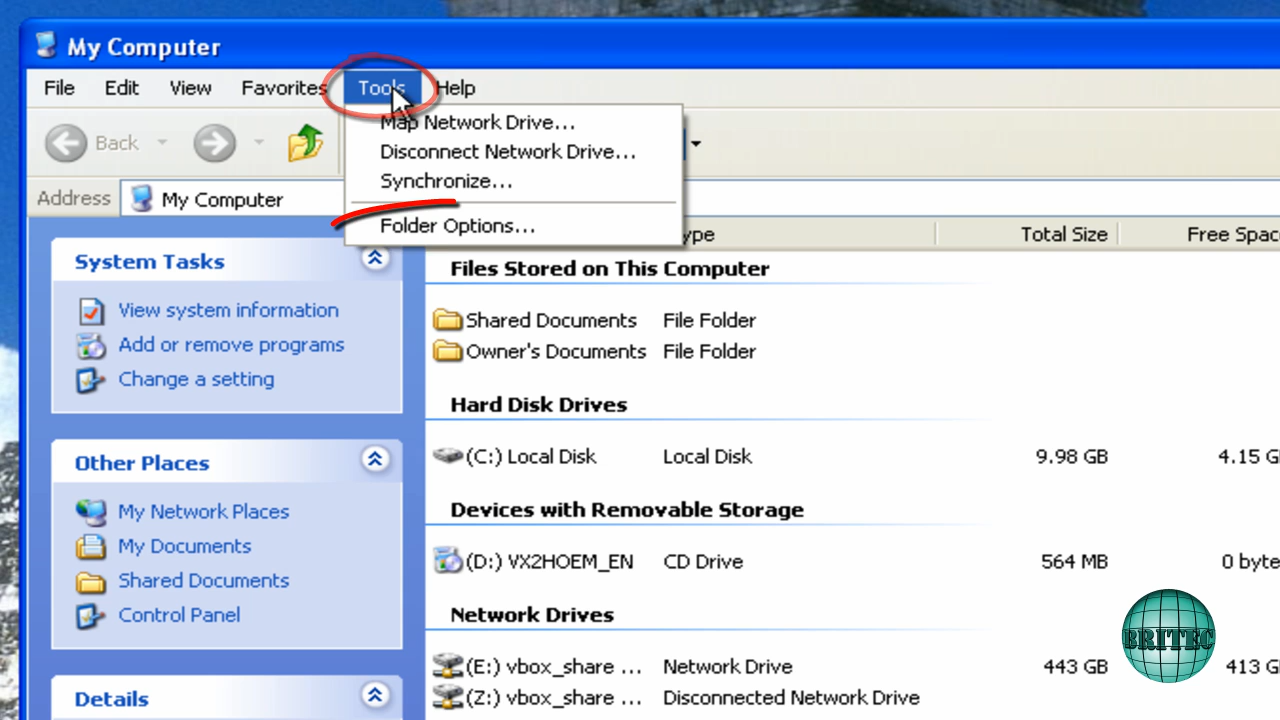 My Computer
File Edit View Favorites Tools Help
Map Network Drive...
Back
Disconnect Network Drive...
Synchronize...
Address My Computer
Folder Options...
ype Total Size Free Spac
System Tasks
View system information
Add or remove programs
Change a setting
Other Places
My Network Places
My Documents
Shared Documents
Control Panel
Details
Files Stored on This Computer
Shared Documents File Folder
Owner's Documents File Folder
Hard Disk Drives
(C:) Local Disk Local Disk 9.98 GB 4.15 G
Devices with Removable Storage
(D:) VX2HOEM_EN CD Drive 564 MB 0 byte
Network Drives
(E:) vbox_share ... Network Drive 443 GB 413 G
(Z:) vbox_share ... Disconnected Network Drive
BRITEC